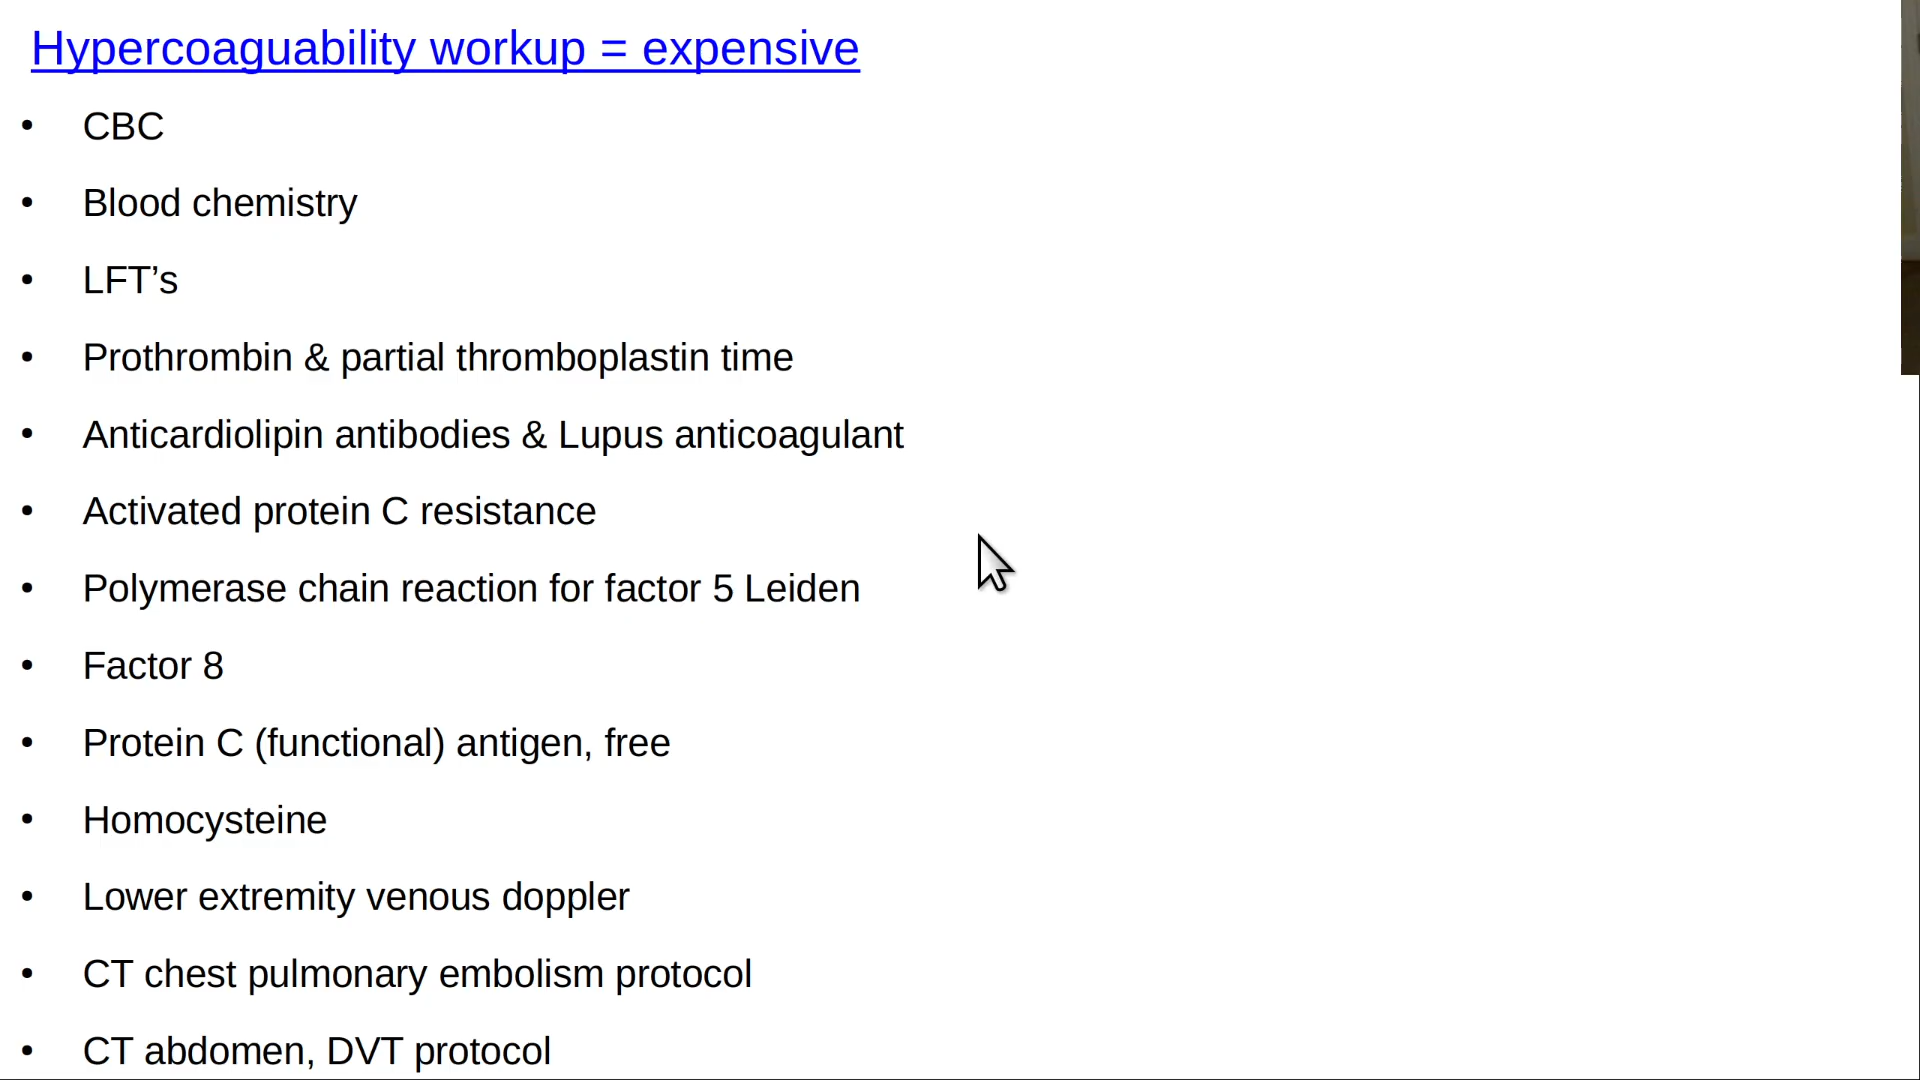 Hypercoaguability workup = expensive
• CBC
• Blood chemistry
• LFT’s
• Prothrombin & partial thromboplastin time
• Anticardiolipin antibodies & Lupus anticoagulant
• Activated protein C resistance
• Polymerase chain reaction for factor 5 Leiden
• Factor 8
• Protein C (functional) antigen, free
• Homocysteine
• Lower extremity venous doppler
• CT chest pulmonary embolism protocol
• CT abdomen, DVT protocol